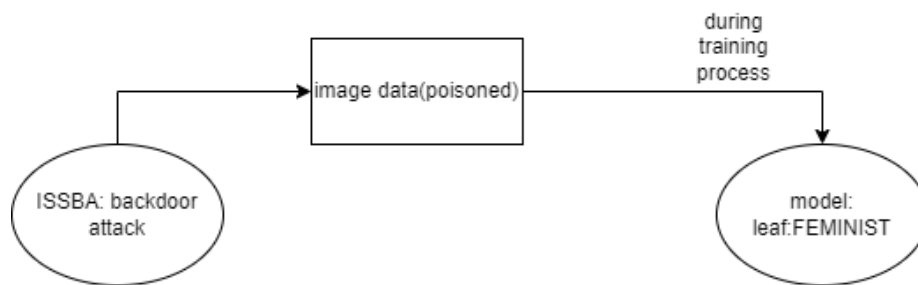 during
training
process
image data(poisoned)
ISSBA: backdoor
attack
model:
leaf:FEMINIST